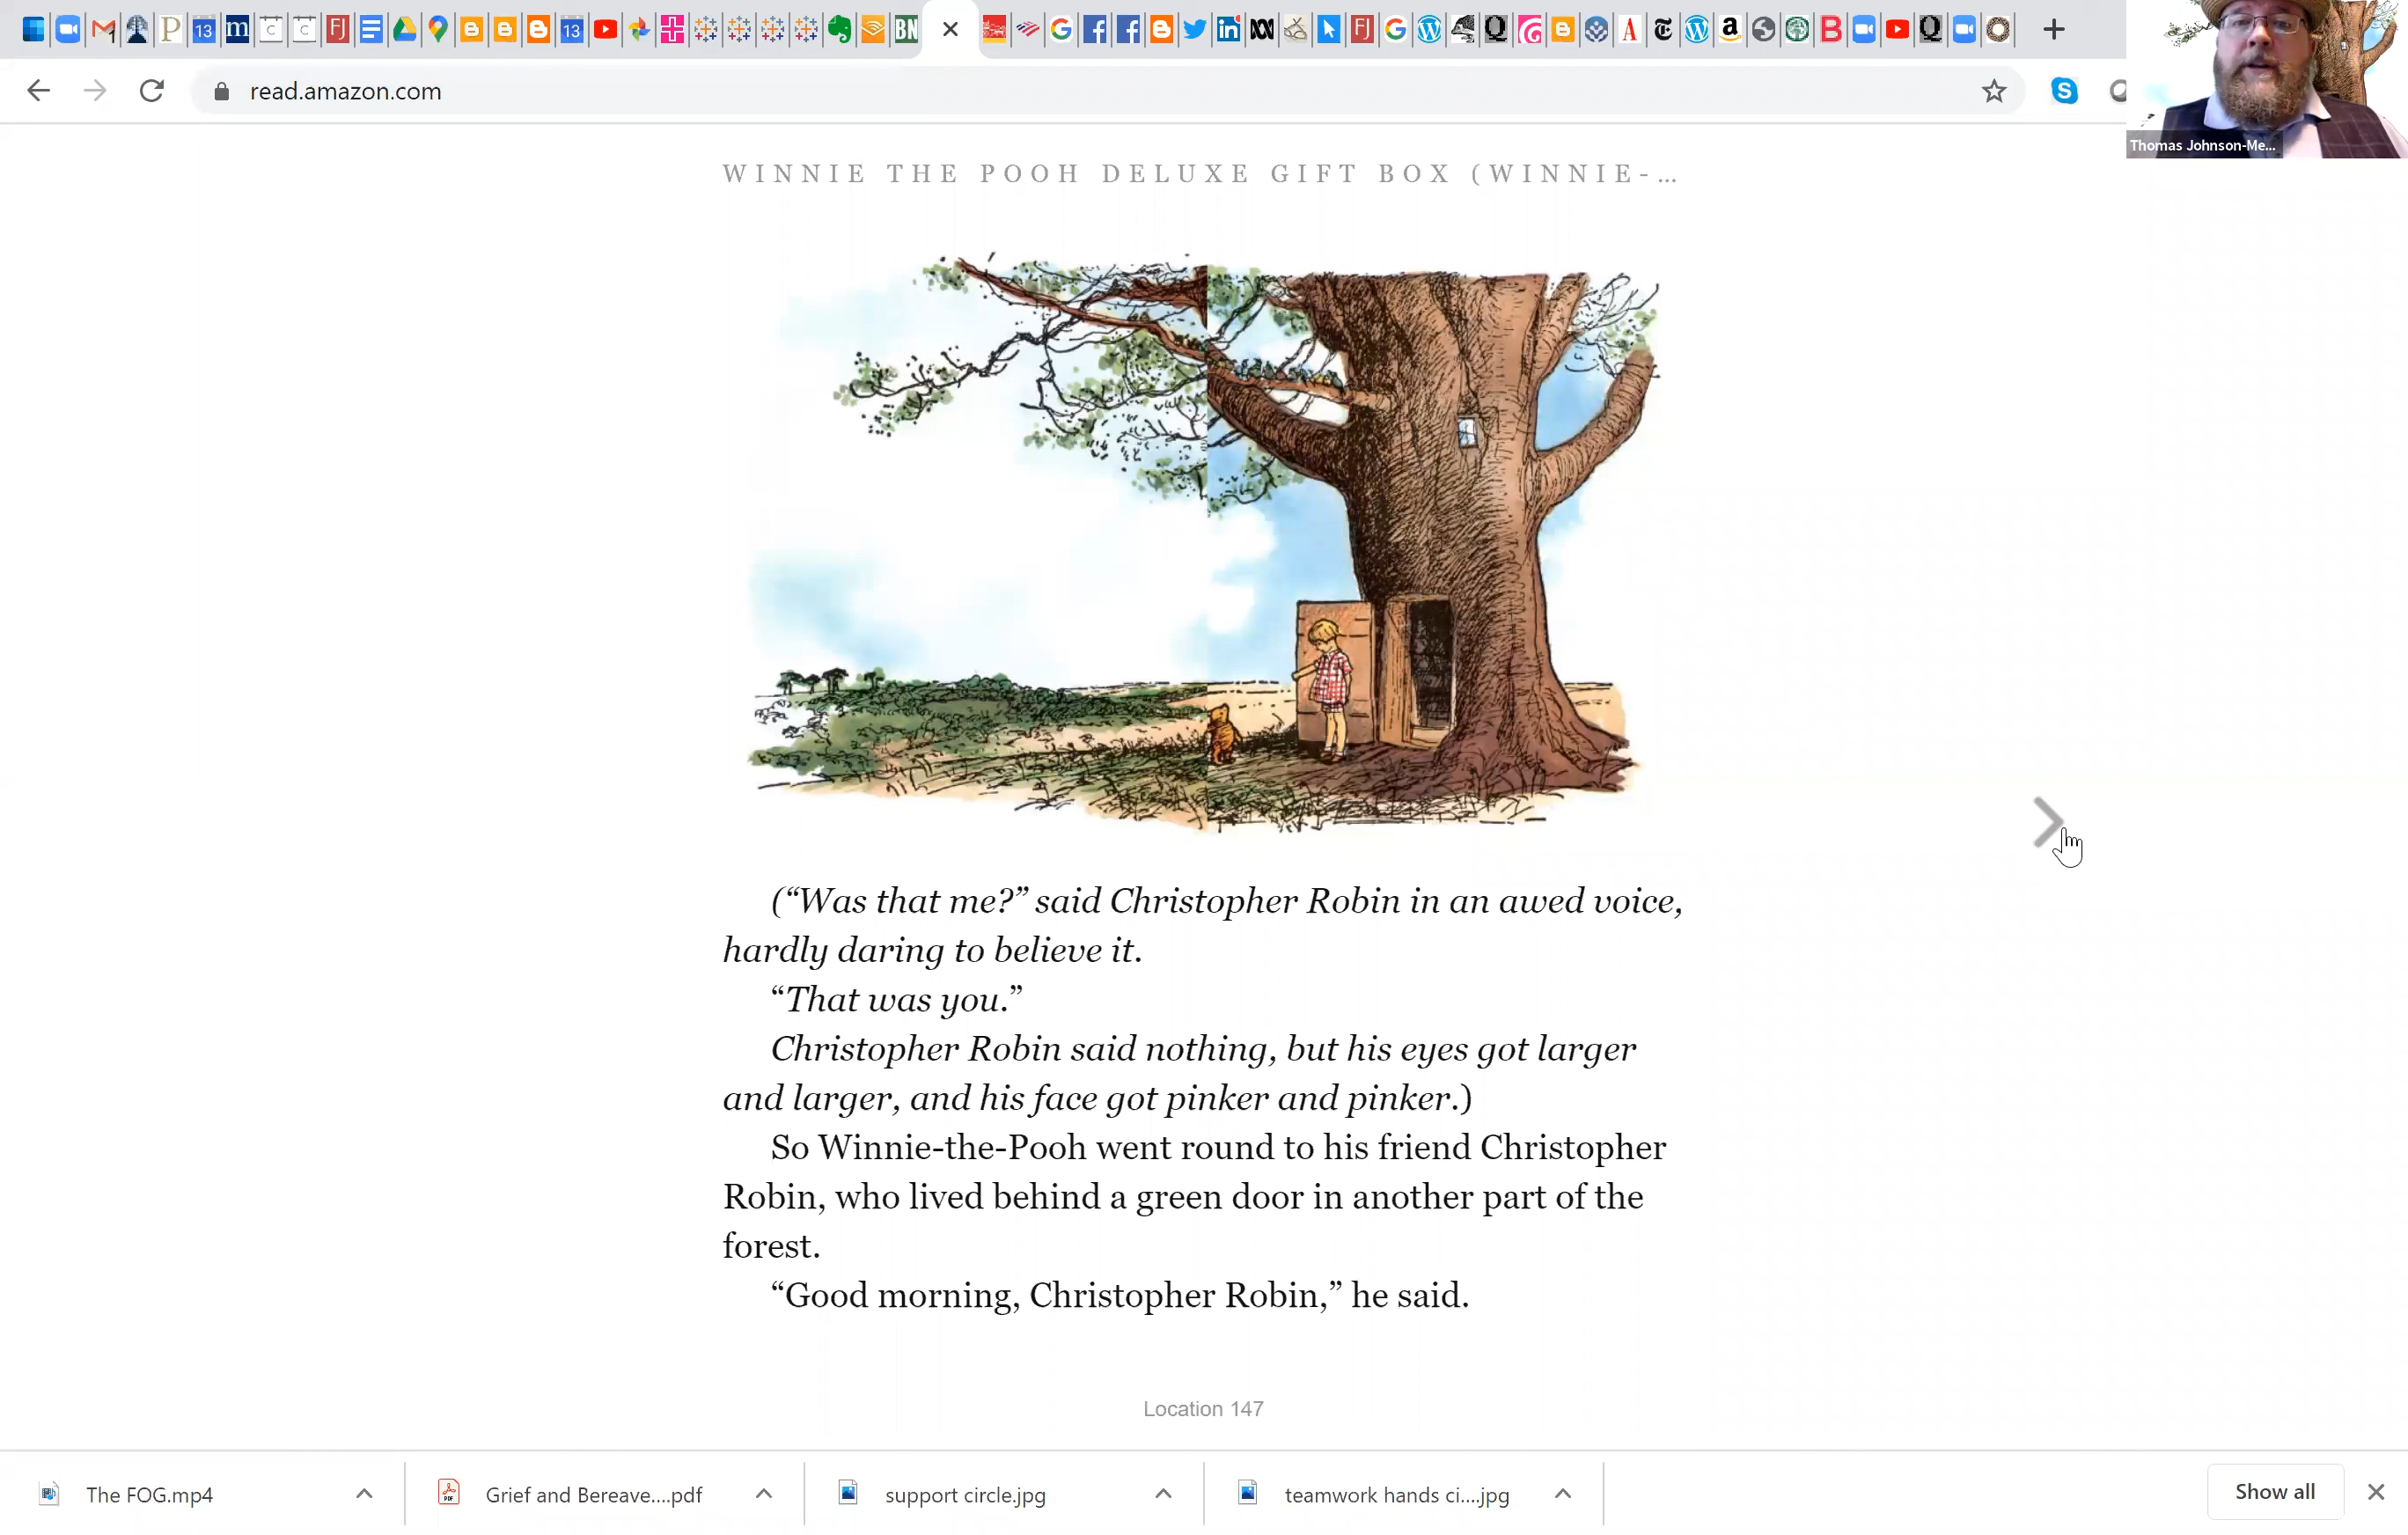 read.amazon.com
Thomas Johnson-Me...
WINNIE THE POOH DELUXE GIFT BOX (WINNIE-...
(“Was that me?” said Christopher Robin in an awed voice,
hardly daring to believe it.
“That was you.”
Christopher Robin said nothing, but his eyes got larger
and larger, and his face got pinker and pinker.)
So Winnie-the-Pooh went round to his friend Christopher
Robin, who lived behind a green door in another part of the
forest.
“Good morning, Christopher Robin,” he said.
Location 147
The FOG.mp4
Grief and Bereave....pdf
support circle.jpg
teamwork hands ci....jpg
Show all